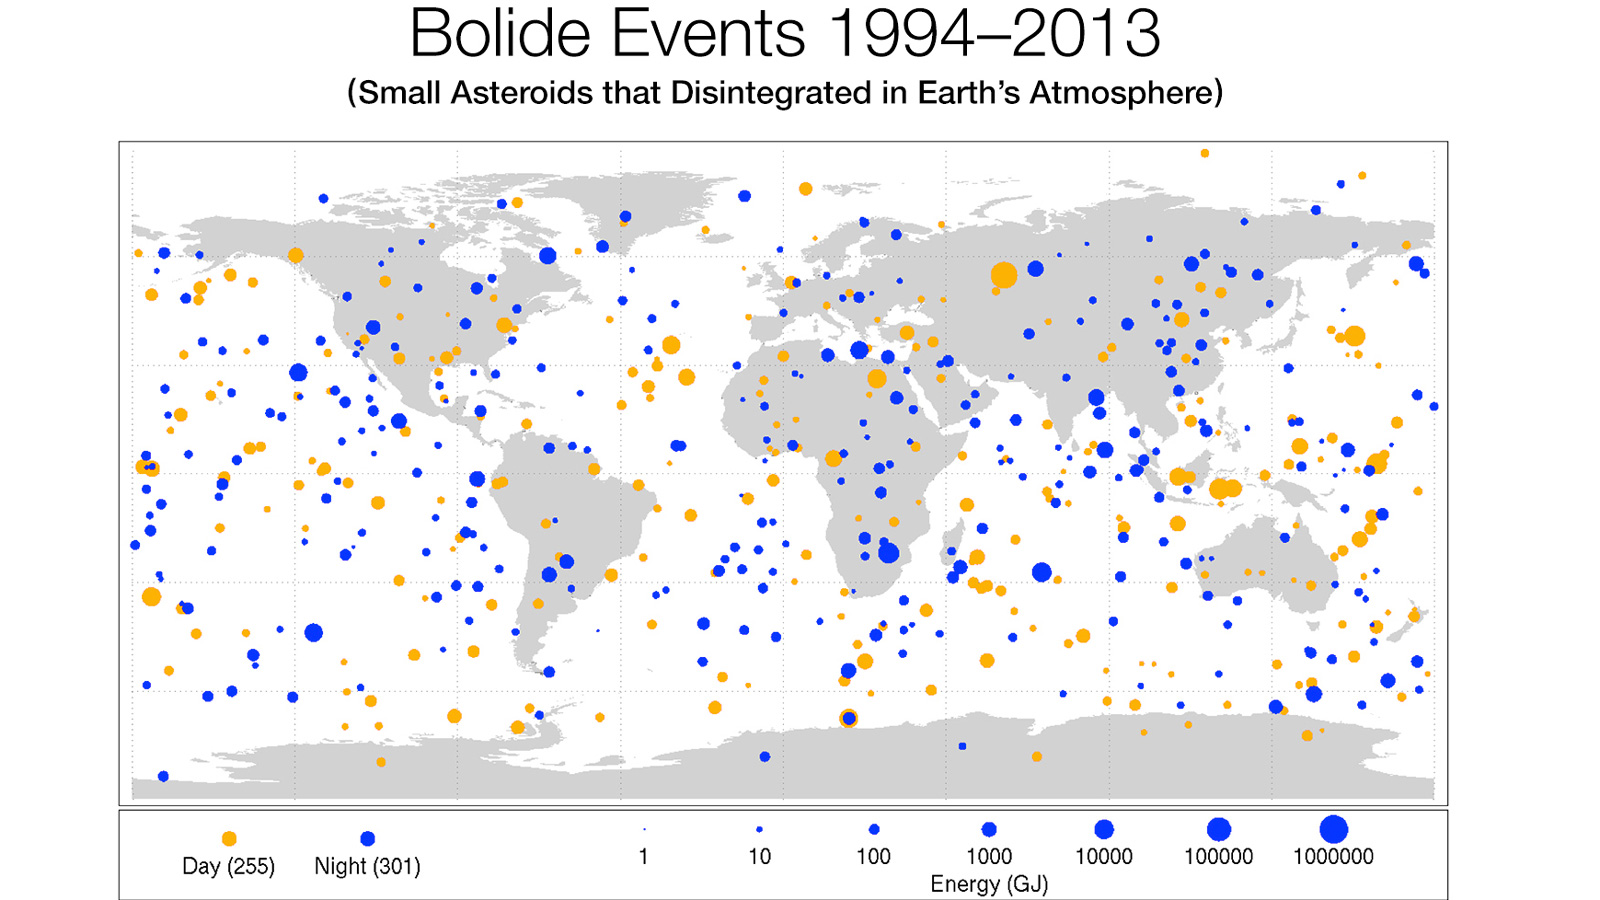 Bolide Events 1994–2013
(Small Asteroids that Disintegrated in Earth's Atmosphere)
Day (255) Night (301)
1 10 100 1000 10000 100000 1000000
Energy (GJ)